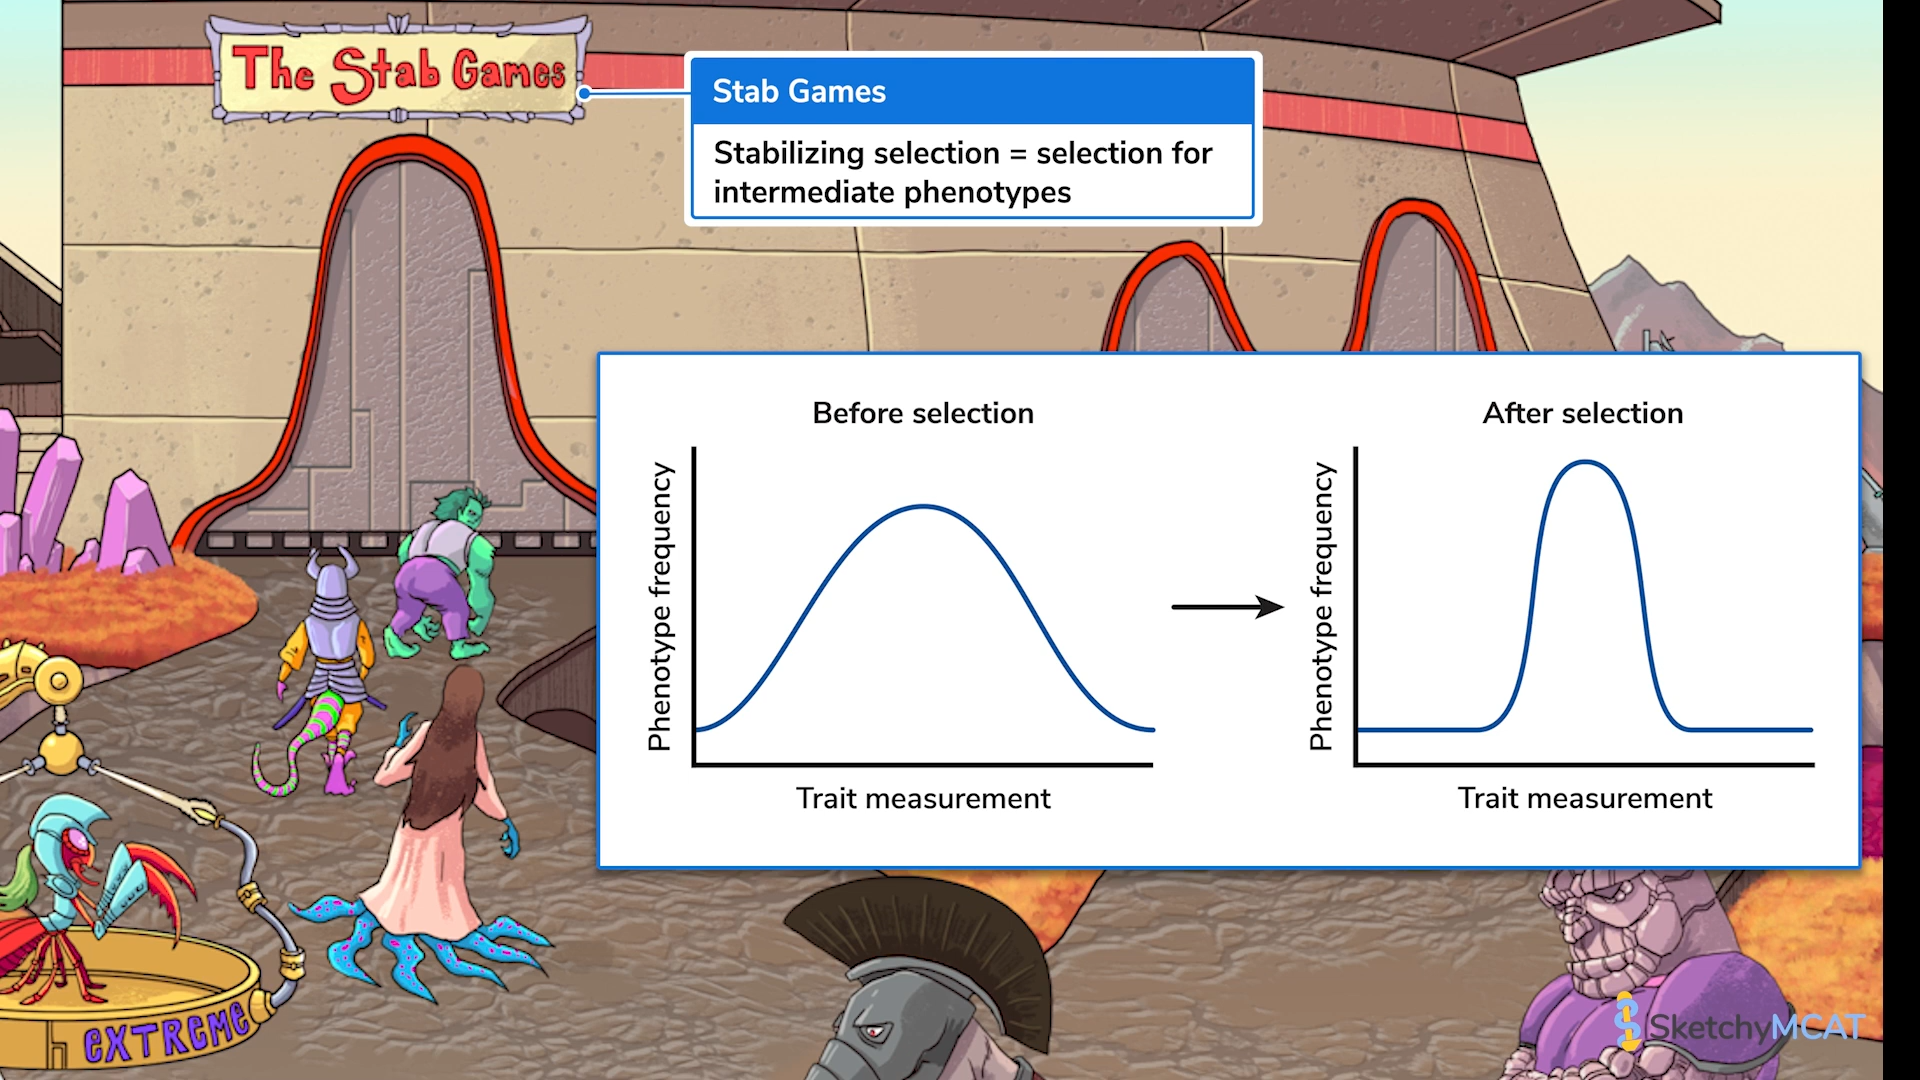 The Stab Games
Stab Games
Stabilizing selection = selection for
intermediate phenotypes
Before selection
After selection
Phenotype frequency
Phenotype frequency
Trait measurement
Trait measurement
EXTREME
SketchyMCAT